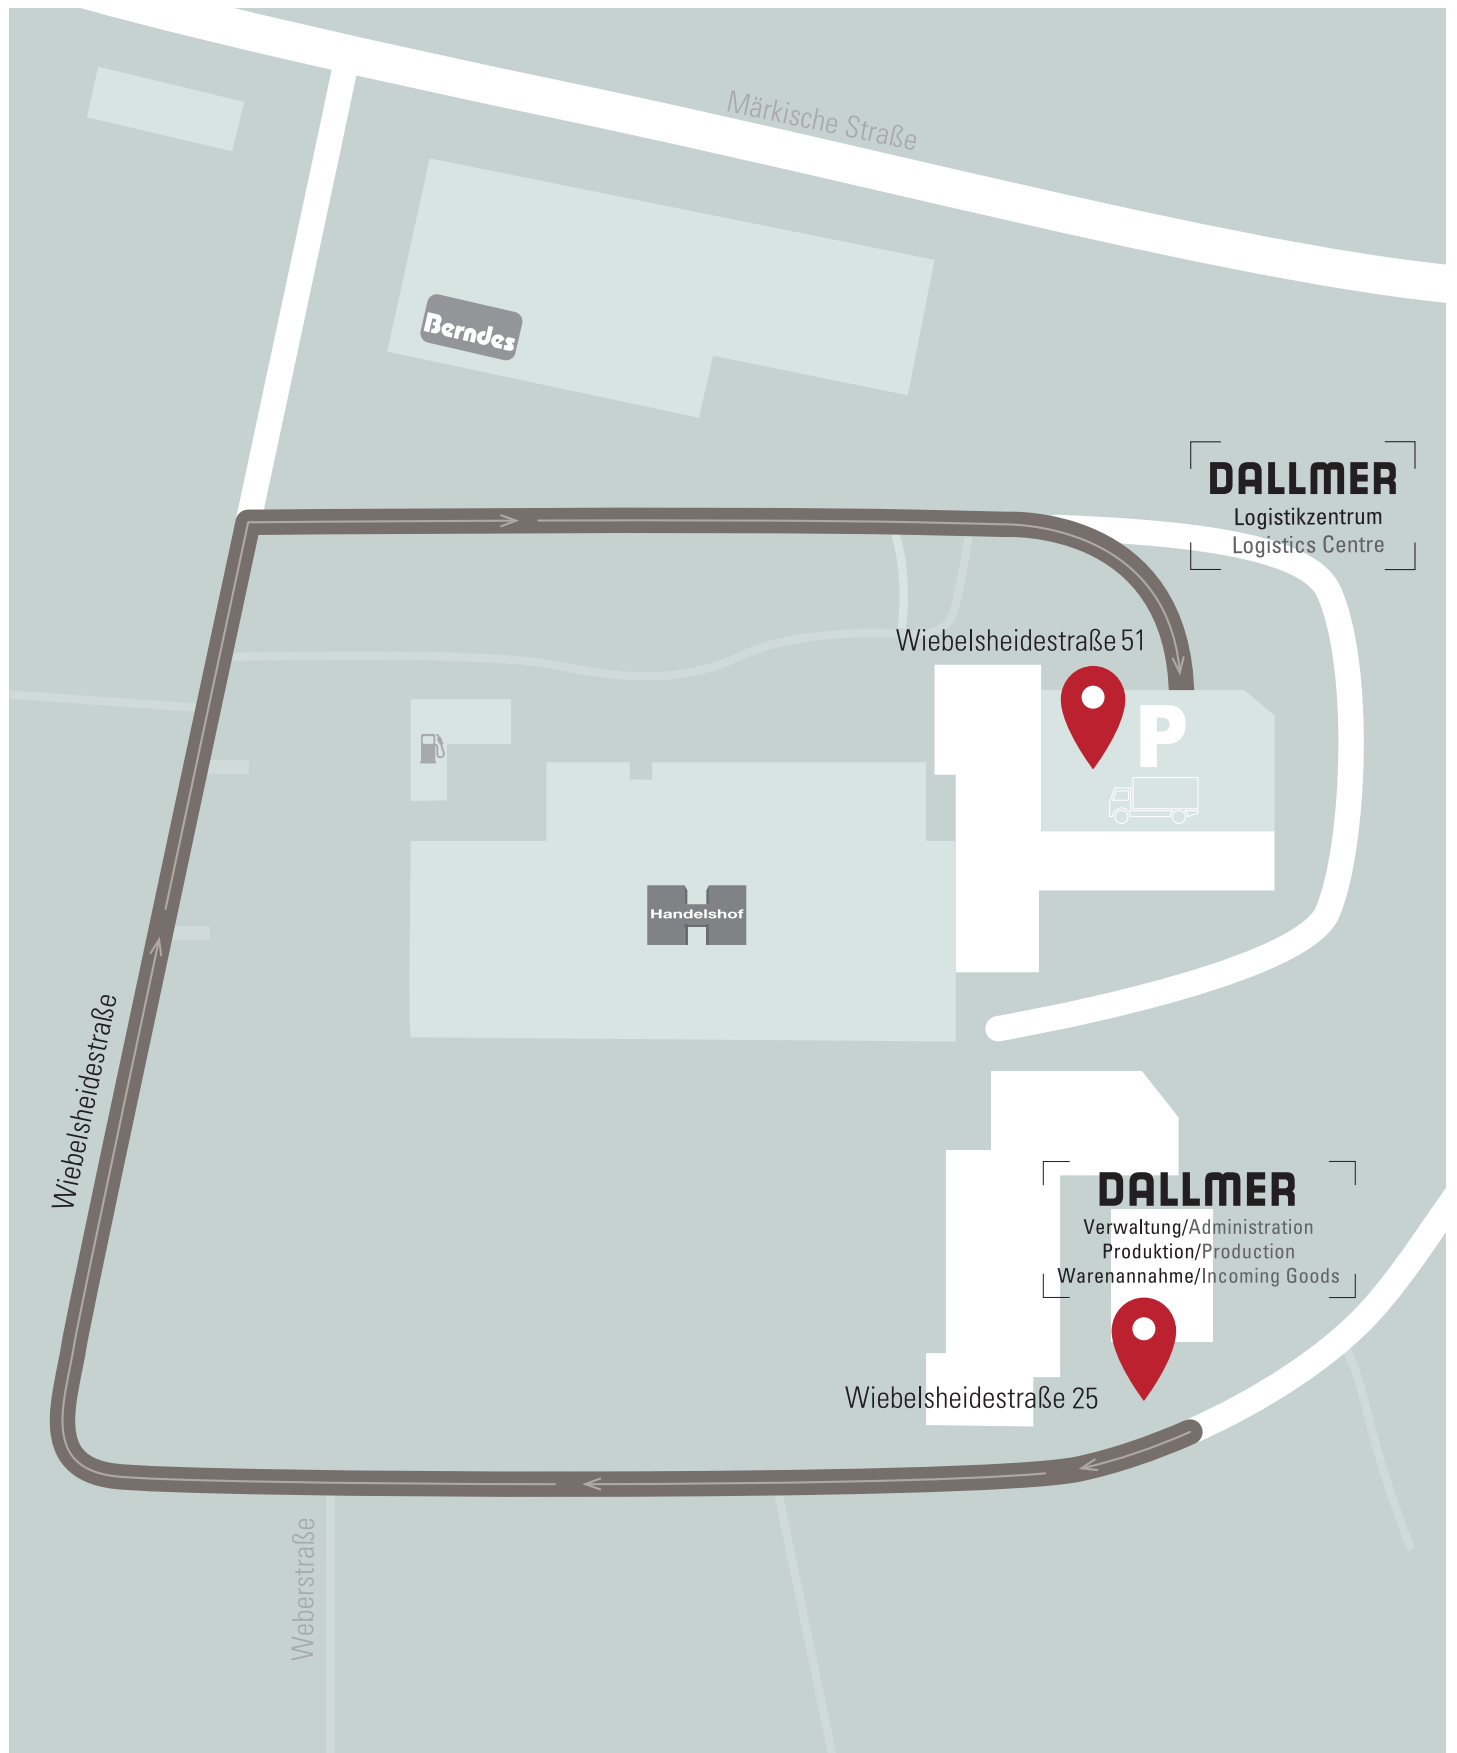 Märkische Straße
Berndes
DALLMER
Logistikzentrum
Logistics Centre
Wiebelsheidestraße 51
P
Handelshof
Wiebelsheidestraße
DALLMER
Verwaltung/Administration
Produktion/Production
Warenannahme/Incoming Goods
Wiebelsheidestraße 25
Weberstraße